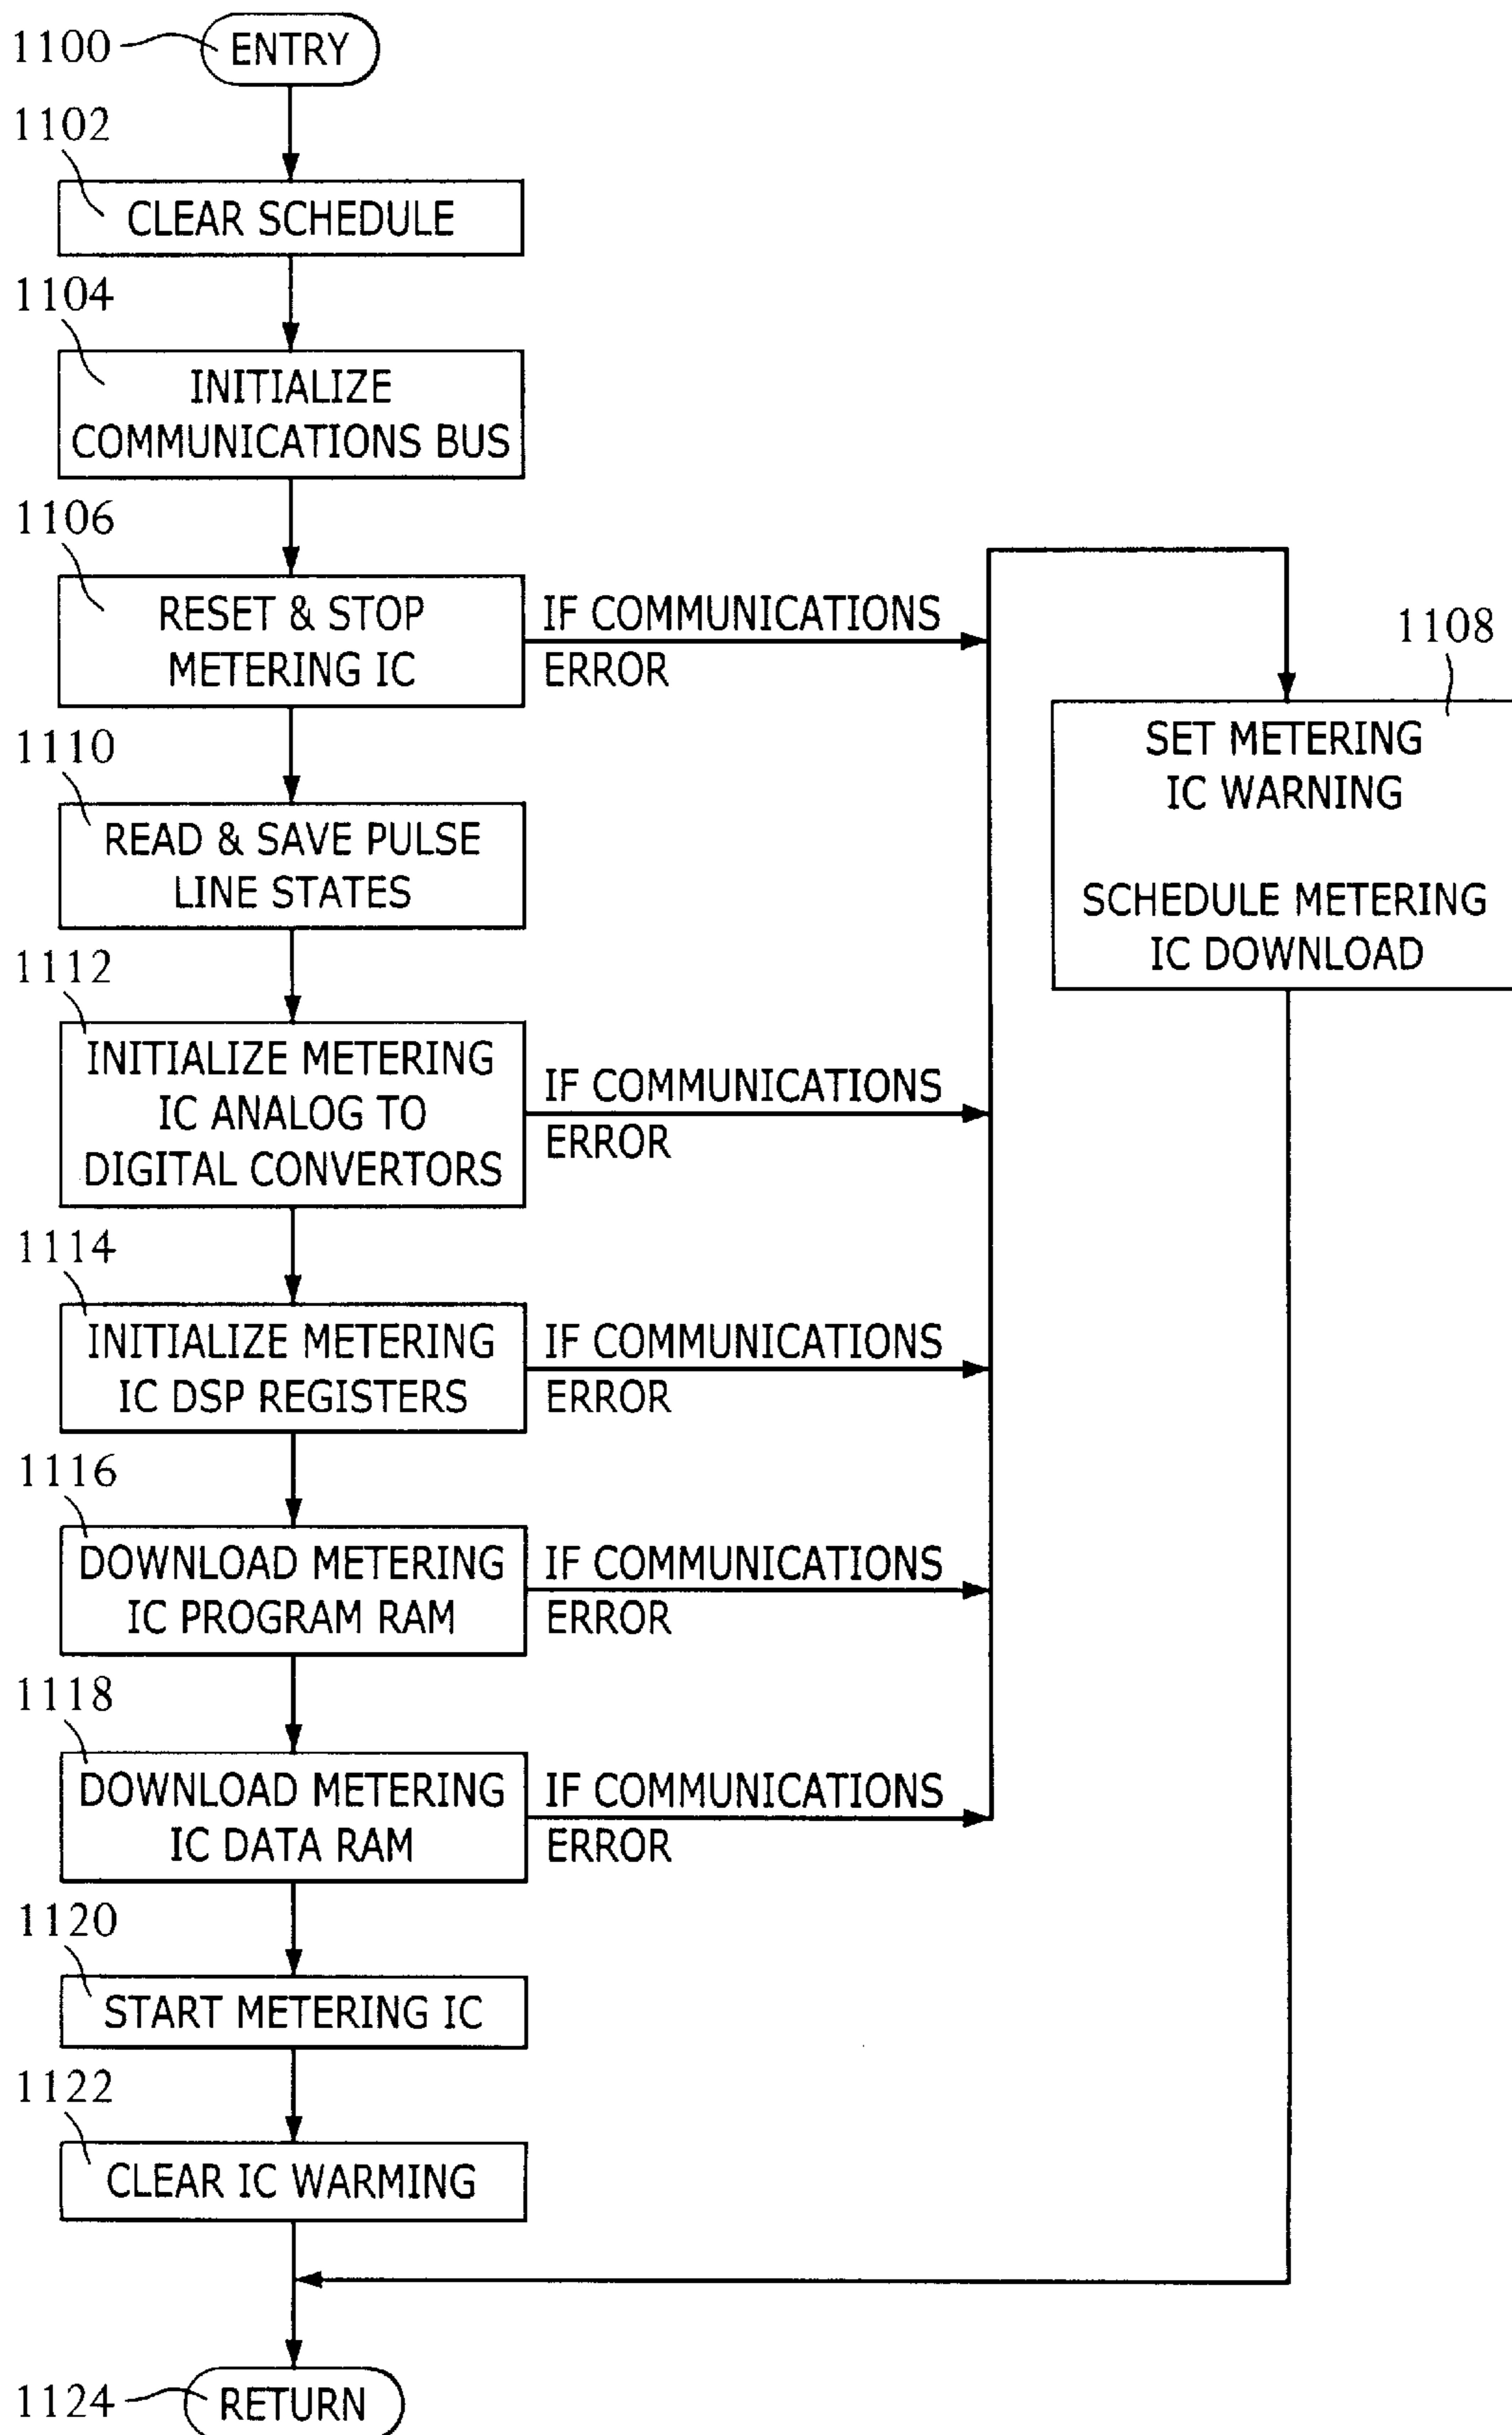 1100
ENTRY
1102
CLEAR SCHEDULE
1104
INITIALIZE
COMMUNICATIONS BUS
1106
RESET & STOP
METERING IC
IF COMMUNICATIONS
ERROR
1108
SET METERING
IC WARNING
SCHEDULE METERING
IC DOWNLOAD
1110
READ & SAVE PULSE
LINE STATES
1112
INITIALIZE METERING
IC ANALOG TO
DIGITAL CONVERTORS
IF COMMUNICATIONS
ERROR
1114
INITIALIZE METERING
IC DSP REGISTERS
IF COMMUNICATIONS
ERROR
1116
DOWNLOAD METERING
IC PROGRAM RAM
IF COMMUNICATIONS
ERROR
1118
DOWNLOAD METERING
IC DATA RAM
IF COMMUNICATIONS
ERROR
1120
START METERING IC
1122
CLEAR IC WARMING
1124
RETURN